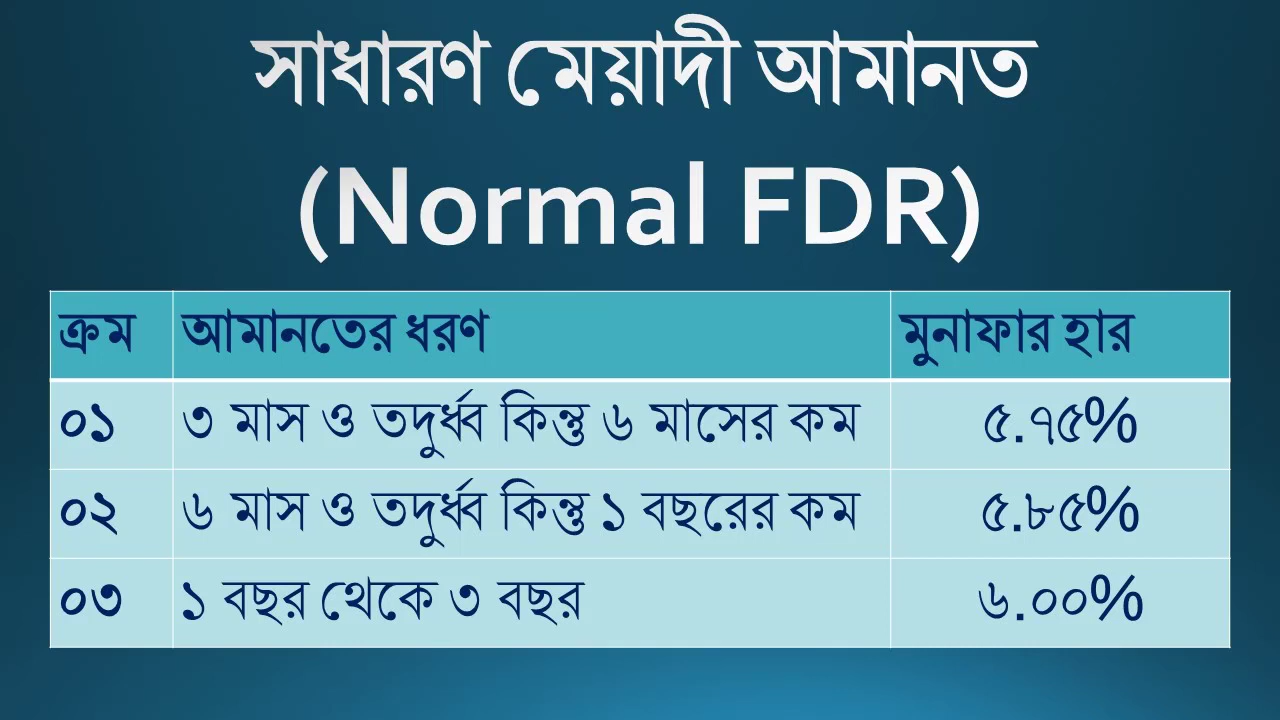 সাধারণ মেয়াদী আমানত
(Normal FDR)
ক্রম আমানতের ধরণ মুনাফার হার
০১ ৩ মাস ও তদুর্ধ্ব কিন্তু ৬ মাসের কম ৫.৭৫%
০২ ৬ মাস ও তদুর্ধ্ব কিন্তু ১ বছরের কম ৫.৮৫%
০৩ ১ বছর থেকে ৩ বছর ৬.০০%